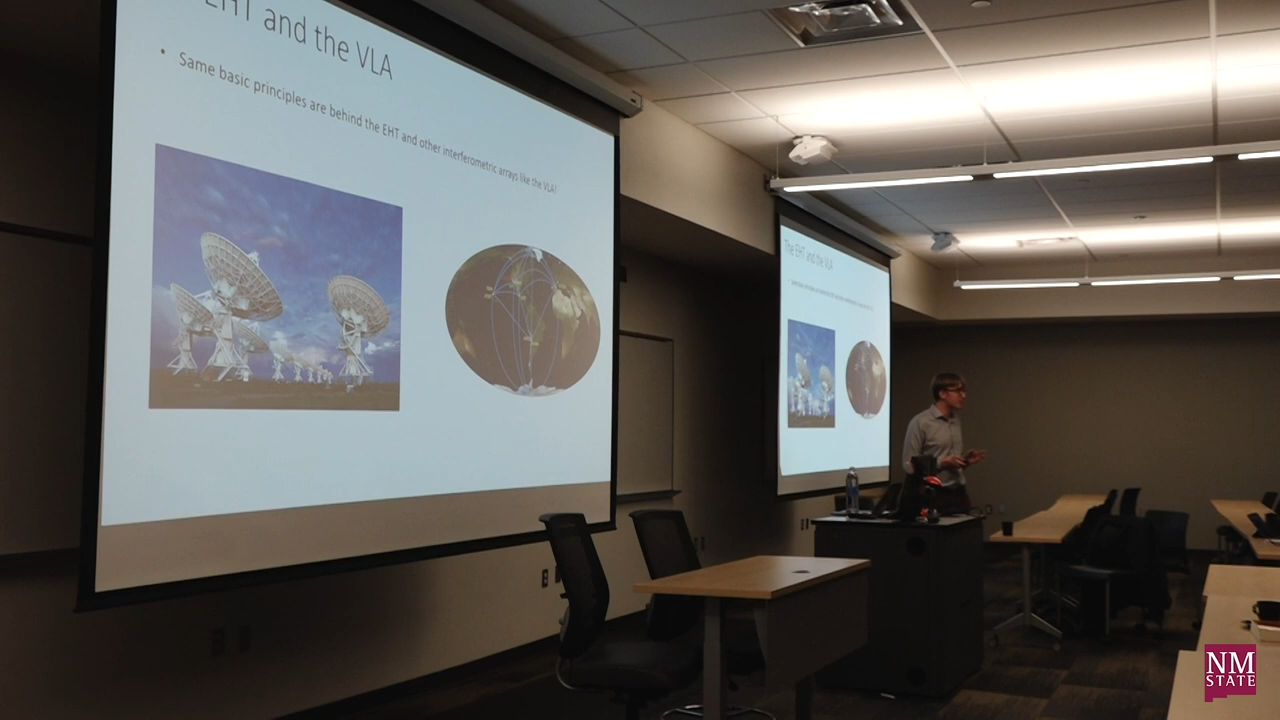 EHT and the VLA
• Same basic principles are behind the EHT and other interferometric arrays like the VLA!
The EHT and the VLA
NM
STATE